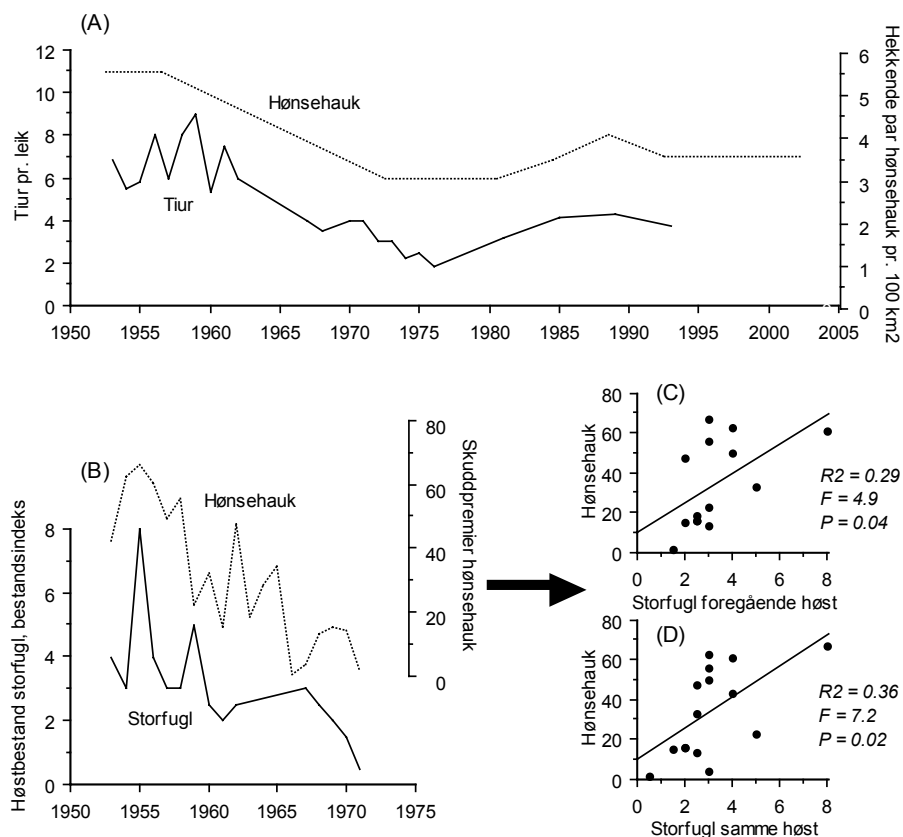 (A)
12
10
8
6
4
2
0
Tiur pr. leik
Hønsehauk
Tiur
6
5
4
3
2
1
0
Hekkende par hønsehauk pr. 100 km2
1950 1955 1960 1965 1970 1975 1980 1985 1990 1995 2000 2005
(B)
8
6
4
2
0
Høstbestand storfugl, bestandsindeks
Hønsehauk
Storfugl
80
60
40
20
0
Skuddpremier hønsehauk
1950 1955 1960 1965 1970 1975
(C)
80
60
40
20
0
Hønsehauk
R2 = 0.29
F = 4.9
P = 0.04
0 2 4 6 8
Storfugl foregående høst
(D)
80
60
40
20
0
Hønsehauk
R2 = 0.36
F = 7.2
P = 0.02
0 2 4 6 8
Storfugl samme høst